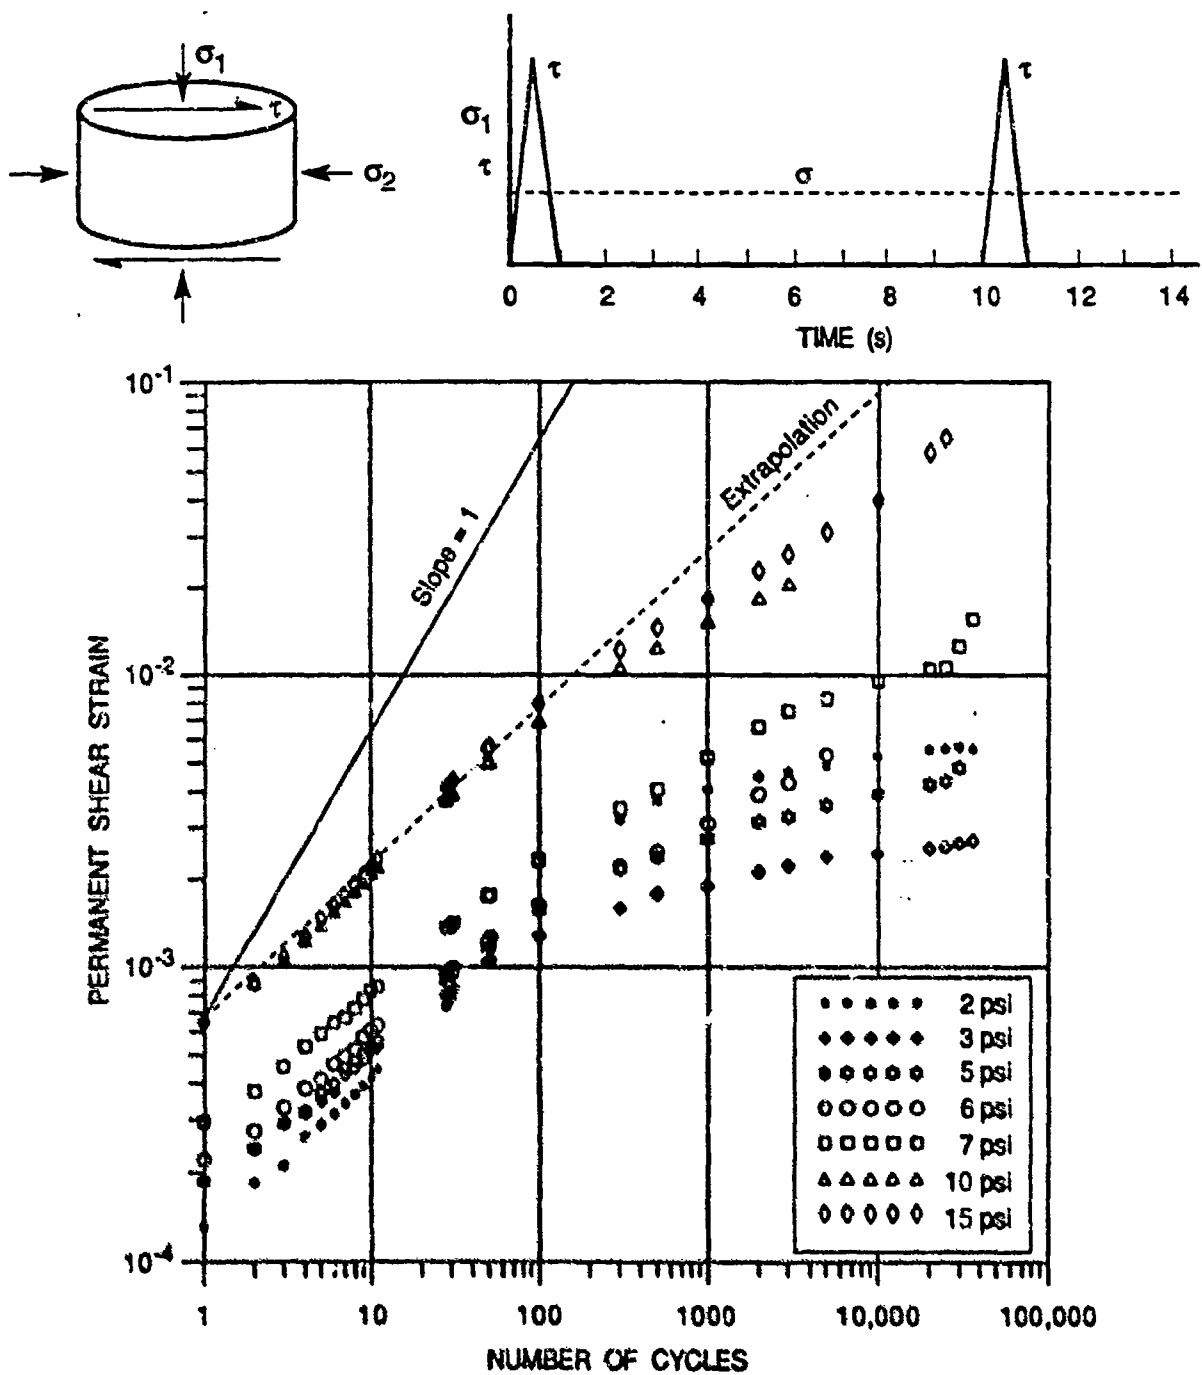 σ1
τ
σ2
τ
τ
σ1
τ
σ
0 2 4 6 8 10 12 14
TIME (s)
10-1
10-2
10-3
10-4
PERMANENT SHEAR STRAIN
Slope = 1
Extrapolation
2 psi
3 psi
5 psi
6 psi
7 psi
10 psi
15 psi
1 10 100 1000 10,000 100,000
NUMBER OF CYCLES